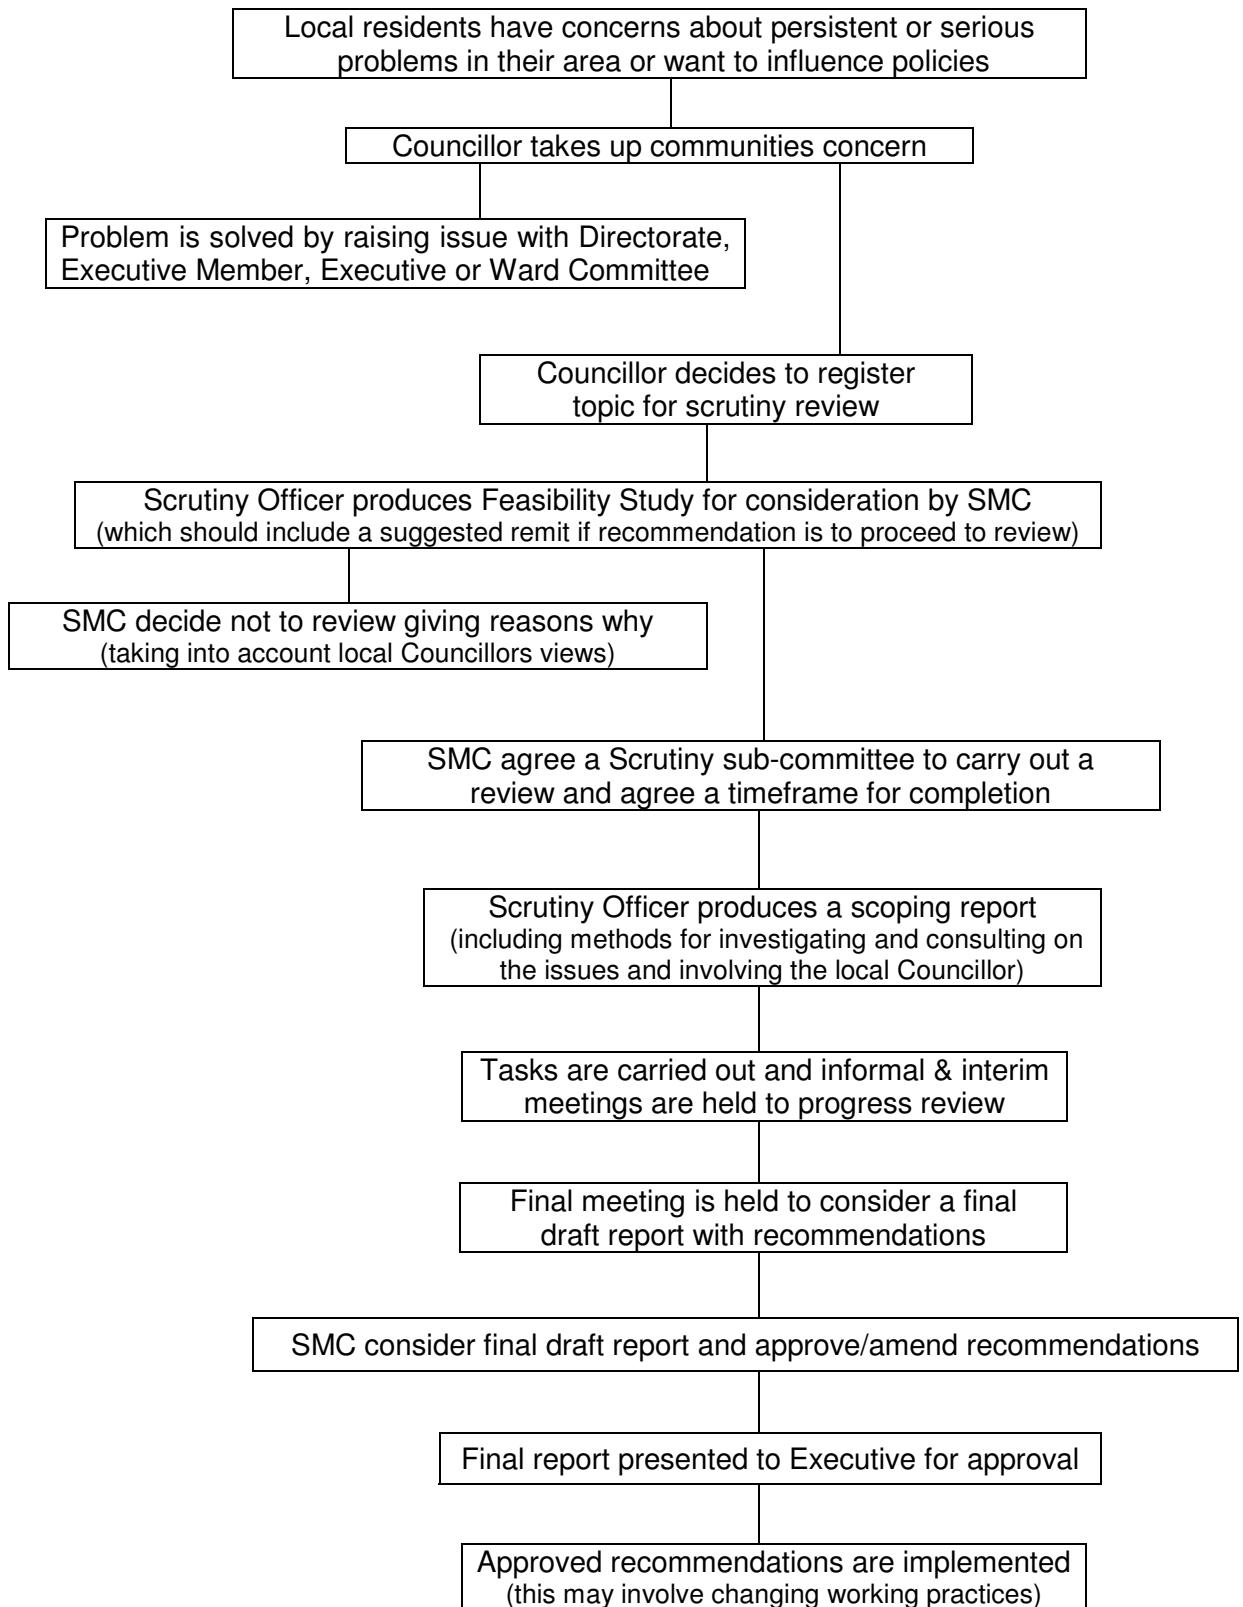 Local residents have concerns about persistent or serious
problems in their area or want to influence policies
Councillor takes up communities concern
Problem is solved by raising issue with Directorate,
Executive Member, Executive or Ward Committee
Councillor decides to register
topic for scrutiny review
Scrutiny Officer produces Feasibility Study for consideration by SMC
(which should include a suggested remit if recommendation is to proceed to review)
SMC decide not to review giving reasons why
(taking into account local Councillors views)
SMC agree a Scrutiny sub-committee to carry out a
review and agree a timeframe for completion
Scrutiny Officer produces a scoping report
(including methods for investigating and consulting on
the issues and involving the local Councillor)
Tasks are carried out and informal & interim
meetings are held to progress review
Final meeting is held to consider a final
draft report with recommendations
SMC consider final draft report and approve/amend recommendations
Final report presented to Executive for approval
Approved recommendations are implemented
(this may involve changing working practices)